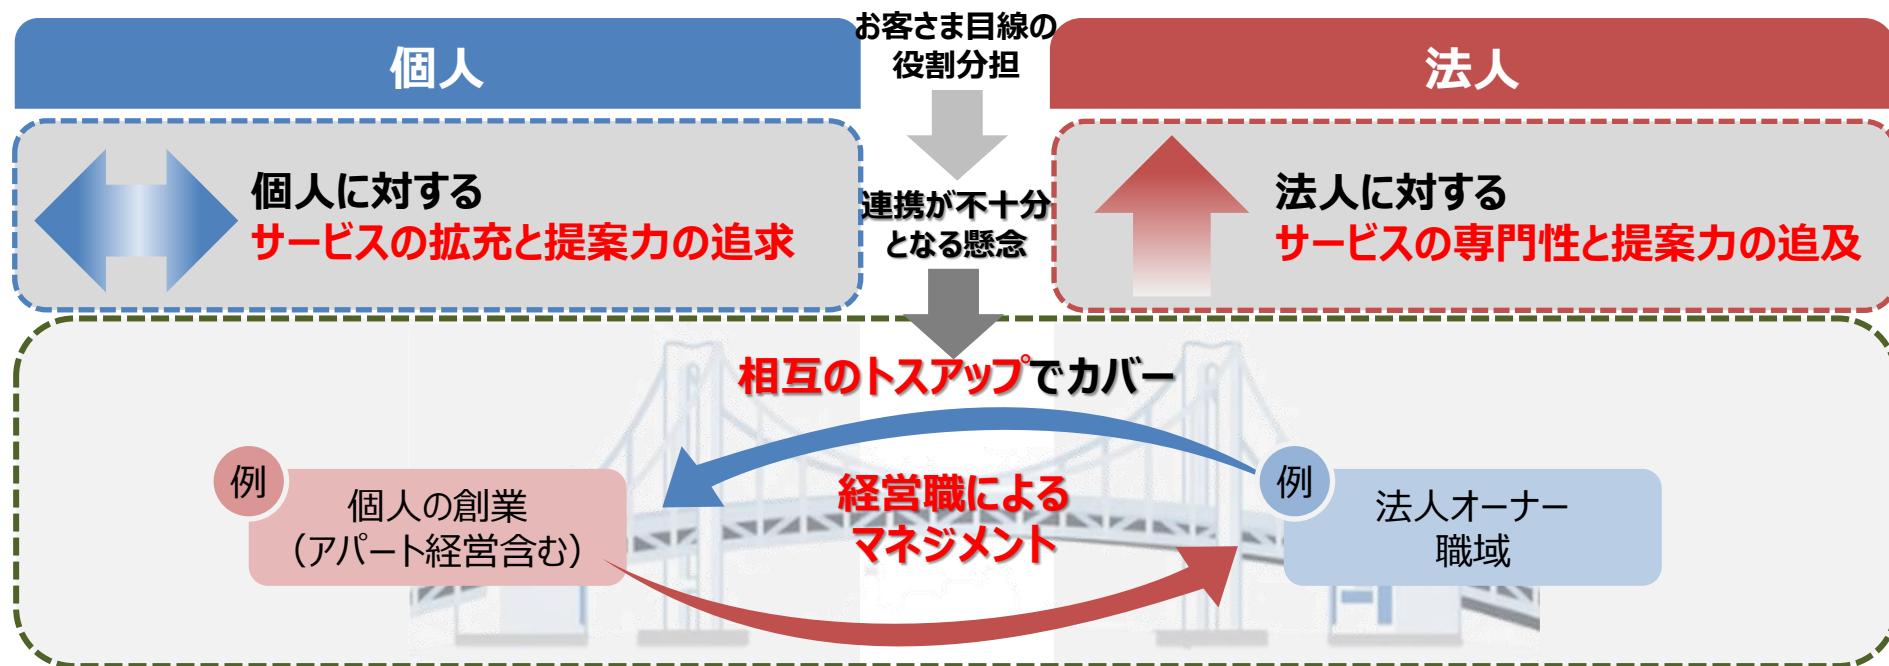 個人
お客さま目線の
役割分担
法人
個人に対する
サービスの拡充と提案力の追求
連携が不十分
となる懸念
法人に対する
サービスの専門性と提案力の追及
相互のトスアップでカバー
例
個人の創業
（アパート経営含む）
経営職による
マネジメント
例
法人オーナー
職域